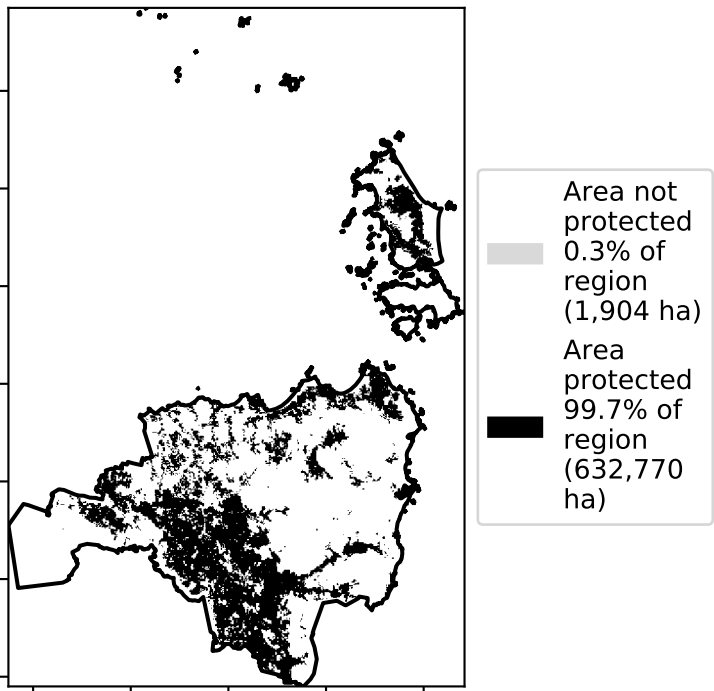 Area not
protected
0.3% of
region
(1,904 ha)
Area
protected
99.7% of
region
(632,770
ha)